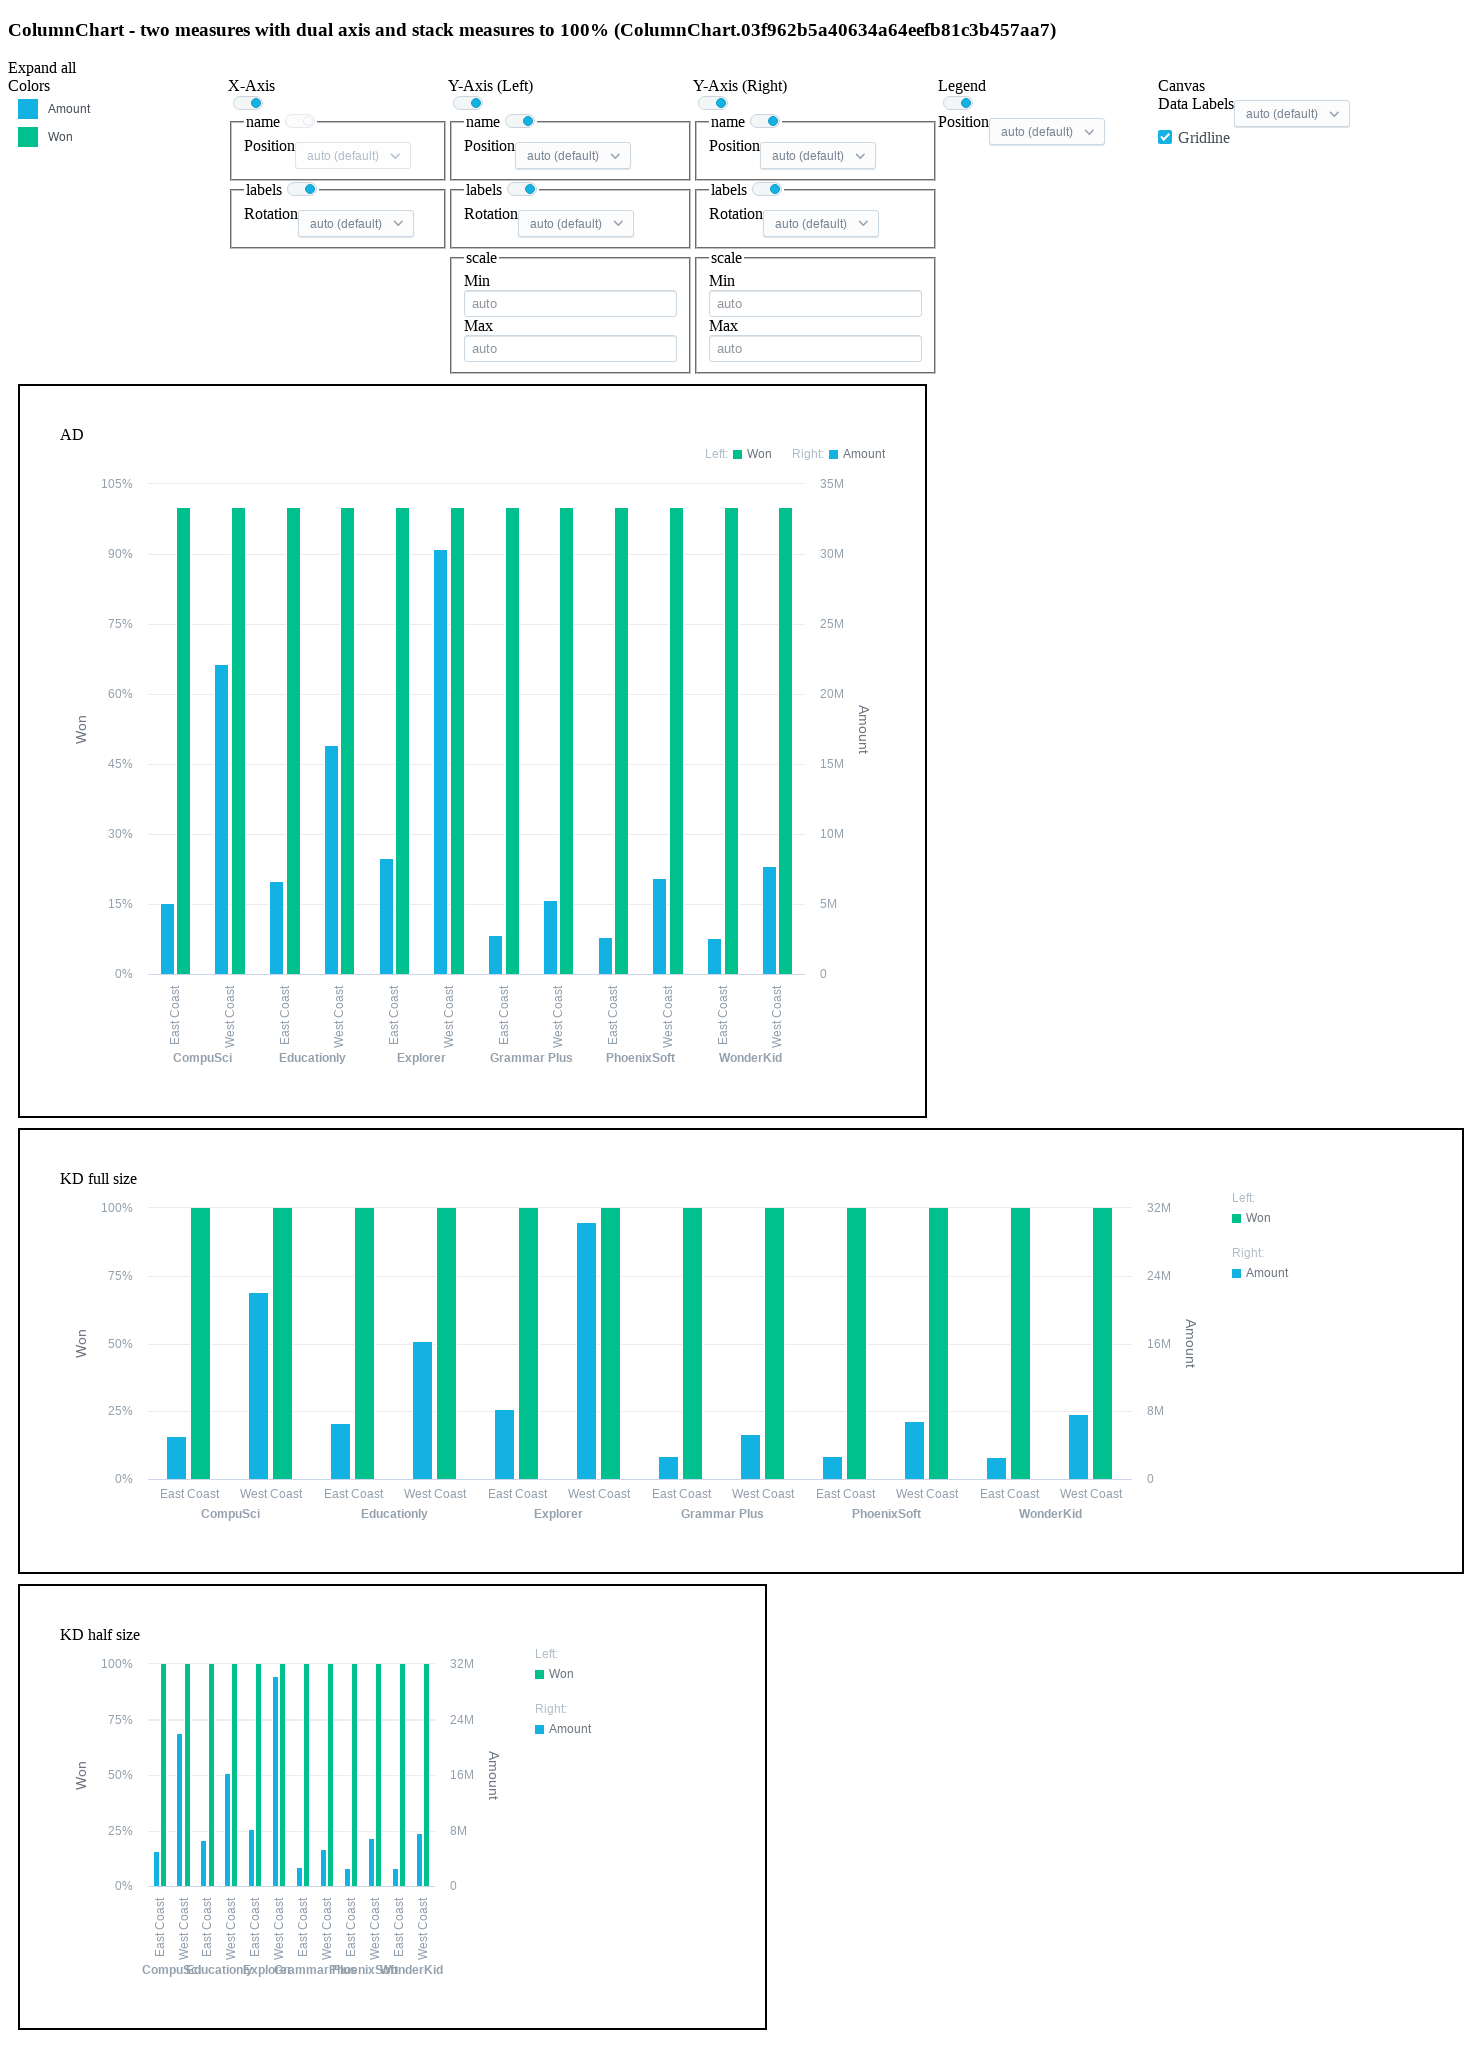 ColumnChart - two measures with dual axis and stack measures to 100% (ColumnChart.03f962b5a40634a64eefb81c3b457aa7)
Expand all
Colors
Amount
Won
X-Axis
name
Position auto (default)
labels
Rotation auto (default)
Y-Axis (Left)
name
Position auto (default)
labels
Rotation auto (default)
scale
Min
auto
Max
auto
Y-Axis (Right)
name
Position auto (default)
labels
Rotation auto (default)
scale
Min
auto
Max
auto
Legend
Position auto (default)
Canvas
Data Labels auto (default)
Gridline
AD
Left: Won Right: Amount
105% 35M
90% 30M
75% 25M
60% 20M
45% 15M
30% 10M
15% 5M
0% 0
Won
Amount
East Coast West Coast East Coast West Coast East Coast West Coast East Coast West Coast East Coast West Coast East Coast West Coast
CompuSci Educationly Explorer Grammar Plus PhoenixSoft WonderKid
KD full size
Left:
Won
Right:
Amount
100% 32M
75% 24M
50% 16M
25% 8M
0% 0
Won
Amount
East Coast West Coast East Coast West Coast East Coast West Coast East Coast West Coast East Coast West Coast East Coast West Coast
CompuSci Educationly Explorer Grammar Plus PhoenixSoft WonderKid
KD half size
Left:
Won
Right:
Amount
100% 32M
75% 24M
50% 16M
25% 8M
0% 0
Won
Amount
East Coast West Coast East Coast West Coast East Coast West Coast East Coast West Coast East Coast West Coast East Coast West Coast
CompuSci Educationly Explorer Grammar Plus PhoenixSoft WonderKid